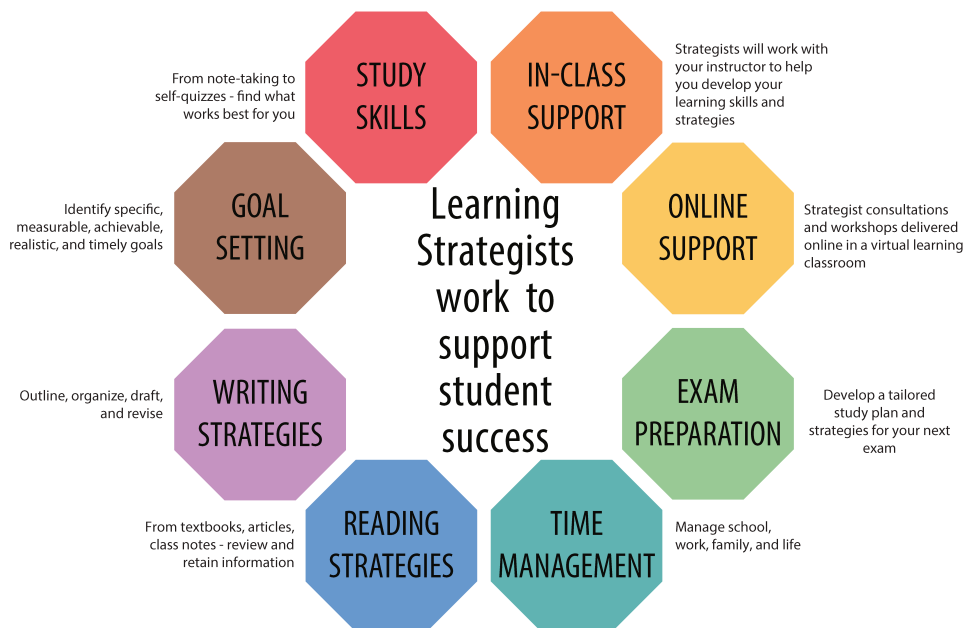 STUDY
SKILLS
From note-taking to
self-quizzes - find what
works best for you
IN-CLASS
SUPPORT
Strategists will work with
your instructor to help
you develop your
learning skills and
strategies
GOAL
SETTING
Identify specific,
measurable, achievable,
realistic, and timely goals
Learning
Strategists
work to
support
student
success
ONLINE
SUPPORT
Strategist consultations
and workshops delivered
online in a virtual learning
classroom
WRITING
STRATEGIES
Outline, organize, draft,
and revise
EXAM
PREPARATION
Develop a tailored
study plan and
strategies for your next
exam
READING
STRATEGIES
From textbooks, articles,
class notes - review and
retain information
TIME
MANAGEMENT
Manage school,
work, family, and life